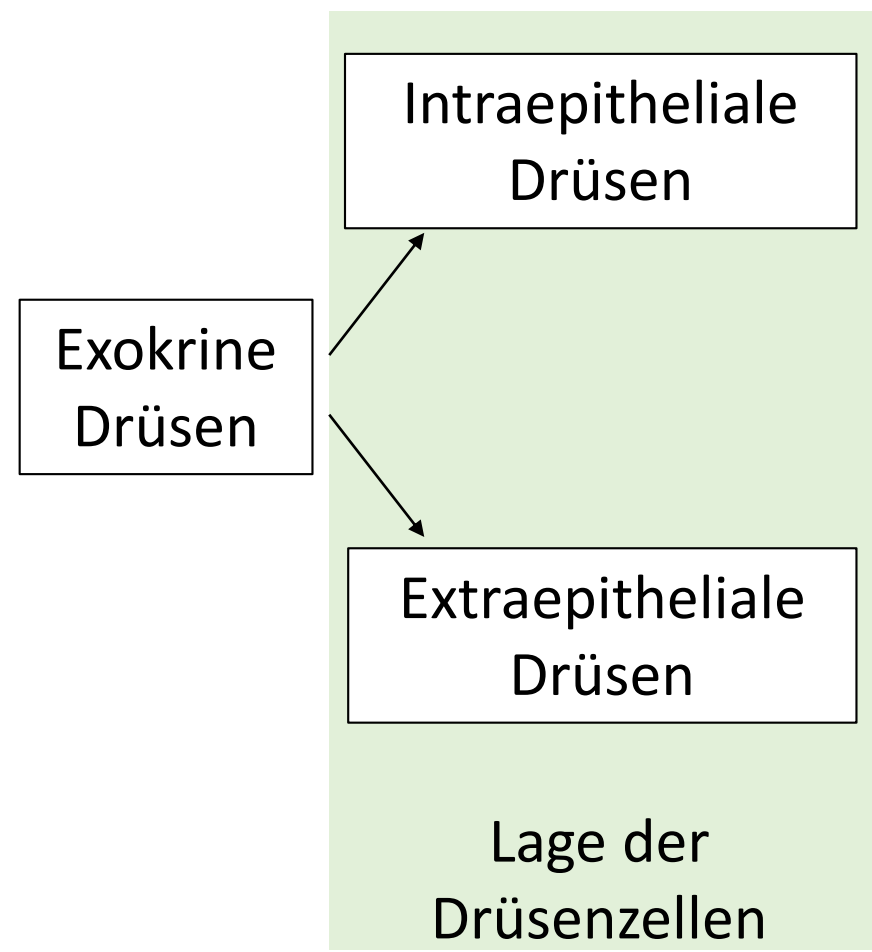 Intraepitheliale
Drüsen
Exokrine
Drüsen
Extraepitheliale
Drüsen
Lage der
Drüsenzellen